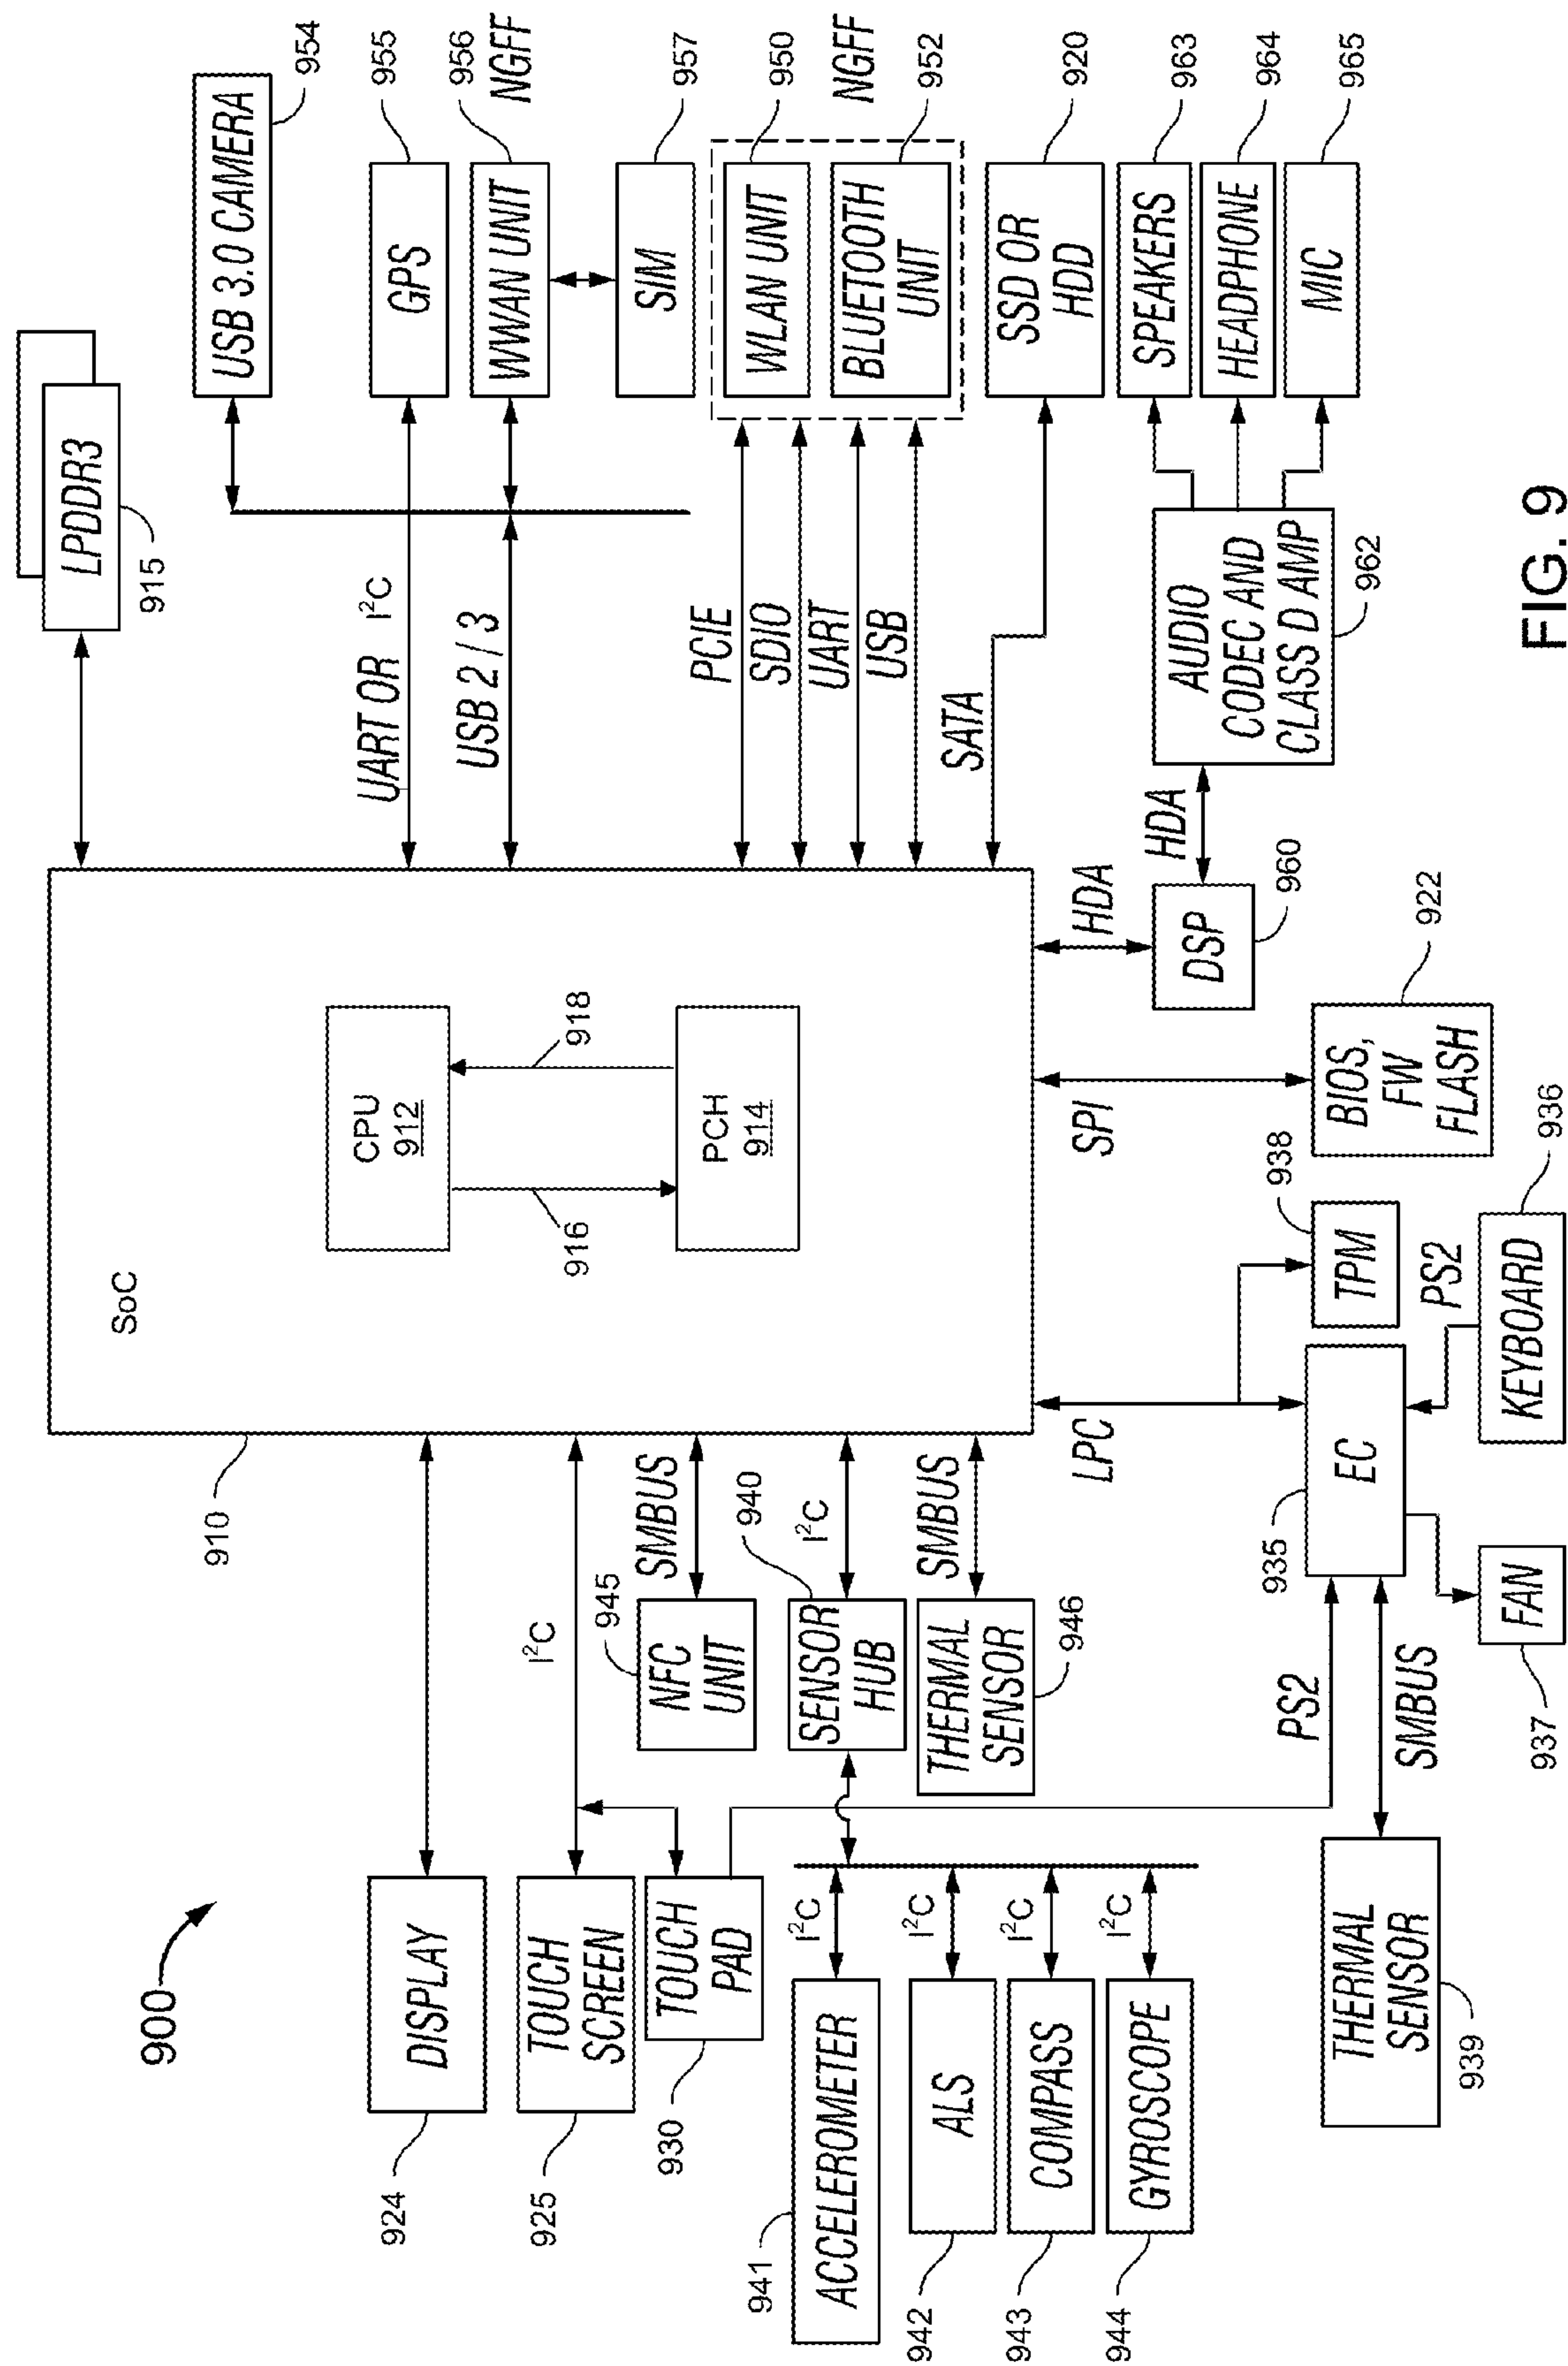 900
LPDDR3
915
SoC
910
CPU
912
PCH
914
916
918
DISPLAY
924
TOUCH
SCREEN
925
I²C
TOUCH
PAD
930
NFC
UNIT
945
SMBUS
SENSOR
HUB
940
I²C
THERMAL
SENSOR
946
SMBUS
ACCELEROMETER
941
I²C
ALS
942
I²C
COMPASS
943
I²C
GYROSCOPE
944
I²C
THERMAL
SENSOR
939
PS2
SMBUS
FAN
937
EC
935
LPC
KEYBOARD
936
PS2
TPM
938
SPI
BIOS,
FW
FLASH
922
HDA
DSP
960
HDA
AUDIO
CODEC AND
CLASS D AMP
962
USB 3.0 CAMERA
954
UART OR I²C
GPS
955
USB 2 / 3
WWAN UNIT
956
NGFF
SIM
957
PCIE
SDIO
UART
USB
WLAN UNIT
950
BLUETOOTH
UNIT
952
NGFF
SATA
SSD OR
HDD
920
SPEAKERS
963
HEADPHONE
964
MIC
965
FIG. 9